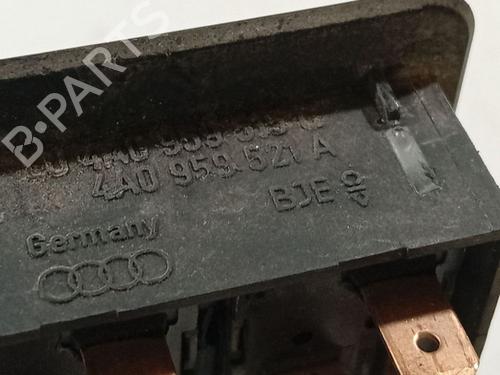 B-PARTS
4A0 959 521 A
BJE
Germany